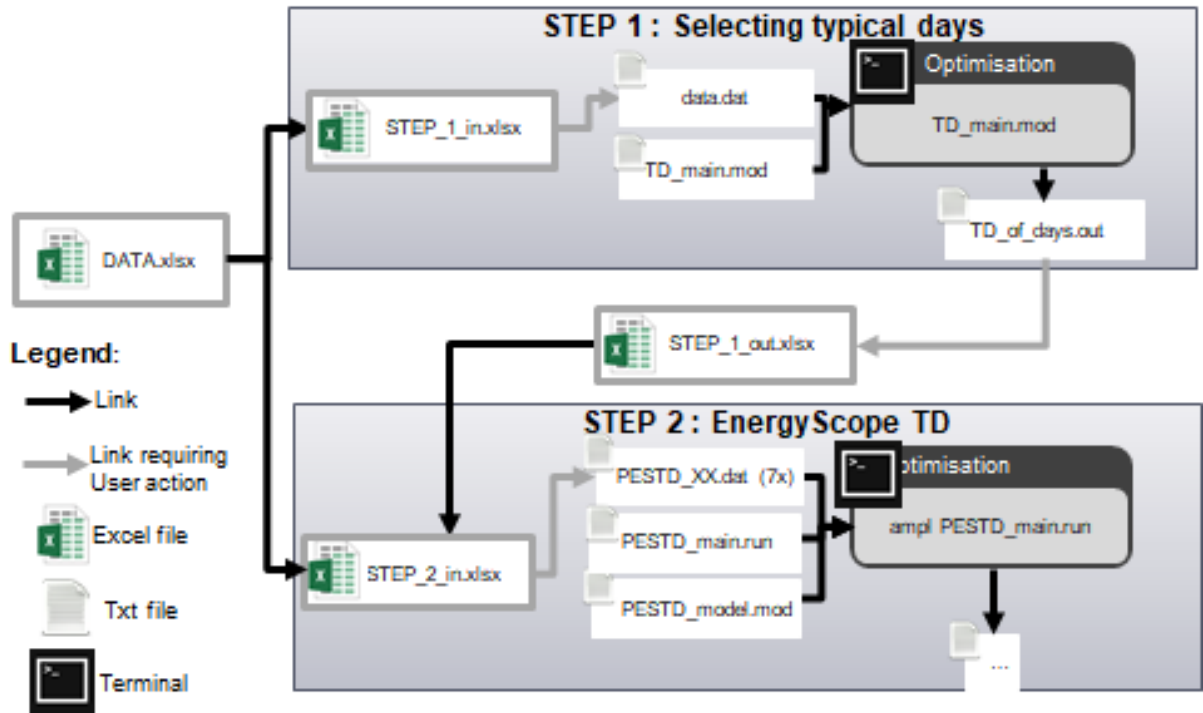 STEP 1 : Selecting typical days
Optimisation
data.dat
STEP_1_in.xlsx
TD_main.mod
TD_main.mod
TD_of_days.out
DATA.xlsx
STEP_1_out.xlsx
Legend:
Link
Link requiring
User action
Excel file
Txt file
Terminal
STEP 2 : EnergyScope TD
PESTD_XX.dat (7x)
ptimisation
PESTD_main.run
ampl PESTD_main.run
STEP_2_in.xlsx
PESTD_model.mod
...